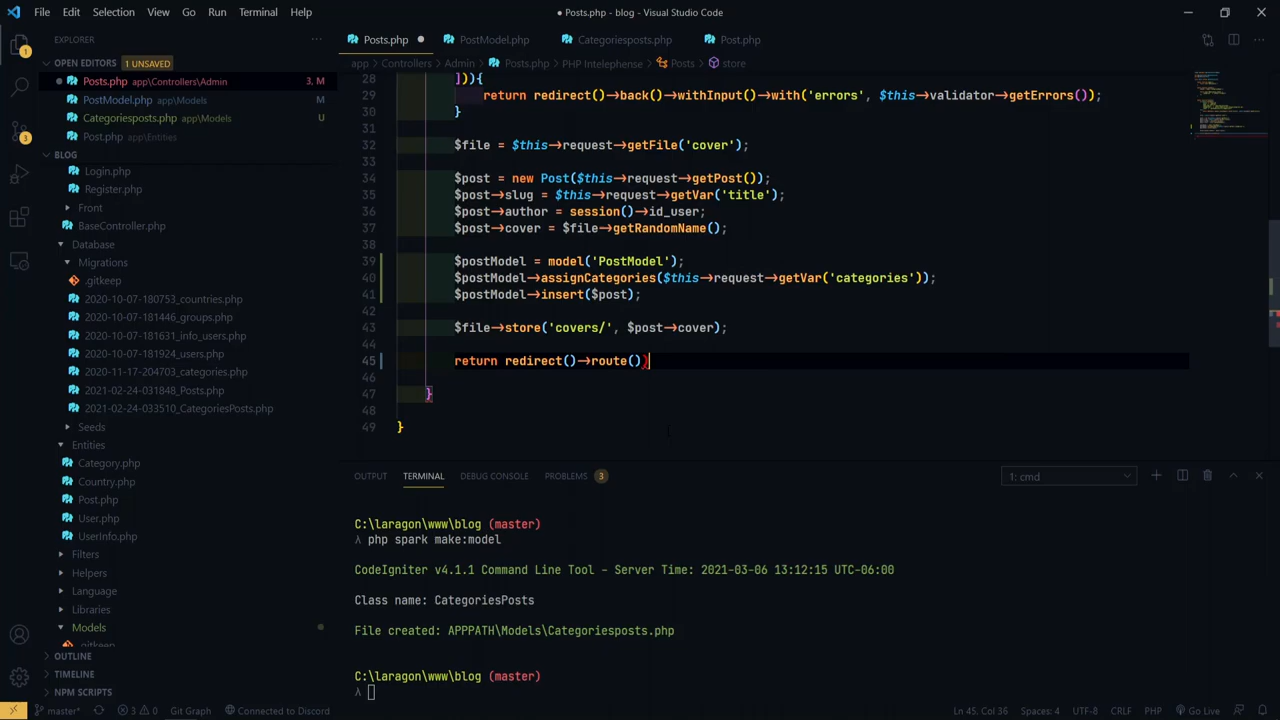 File Edit Selection View Go Run Terminal Help
● Posts.php - blog - Visual Studio Code
EXPLORER
OPEN EDITORS 1 UNSAVED
Posts.php app\Controllers\Admin 3, M
PostModel.php app\Models M
Categoriesposts.php app\Models U
Post.php app\Entities
BLOG
Login.php
Register.php
Front
BaseController.php
Database
Migrations
.gitkeep
2020-10-07-180753_countries.php
2020-10-07-181446_groups.php
2020-10-07-181631_info_users.php
2020-10-07-181924_users.php
2020-11-17-204703_categories.php
2021-02-24-031848_Posts.php
2021-02-24-033510_CategoriesPosts.php
Seeds
Entities
Category.php
Country.php
Post.php
User.php
UserInfo.php
Filters
Helpers
Language
Libraries
Models
.gitkeep
OUTLINE
TIMELINE
NPM SCRIPTS
Posts.php PostModel.php Categoriesposts.php Post.php
app Controllers Admin Posts.php PHP Intelephense Posts store
28 ])){
29 return redirect()->back()->withInput()->with('errors', $this->validator->getErrors());
30 }
31
32 $file = $this->request->getFile('cover');
33
34 $post = new Post($this->request->getPost());
35 $post->slug = $this->request->getVar('title');
36 $post->author = session()->id_user;
37 $post->cover = $file->getRandomName();
38
39 $postModel = model('PostModel');
40 $postModel->assignCategories($this->request->getVar('categories'));
41 $postModel->insert($post);
42
43 $file->store('covers/', $post->cover);
44
45 return redirect()->route())
46
47 }
48
49 }
OUTPUT TERMINAL DEBUG CONSOLE PROBLEMS 3
1: cmd
C:\laragon\www\blog (master)
λ php spark make:model
CodeIgniter v4.1.1 Command Line Tool - Server Time: 2021-03-06 13:12:15 UTC-06:00
Class name: CategoriesPosts
File created: APPPATH\Models\Categoriesposts.php
C:\laragon\www\blog (master)
λ
1
1
master* 3 0 Git Graph Connected to Discord
Ln 45, Col 36 Spaces: 4 UTF-8 CRLF PHP Go Live